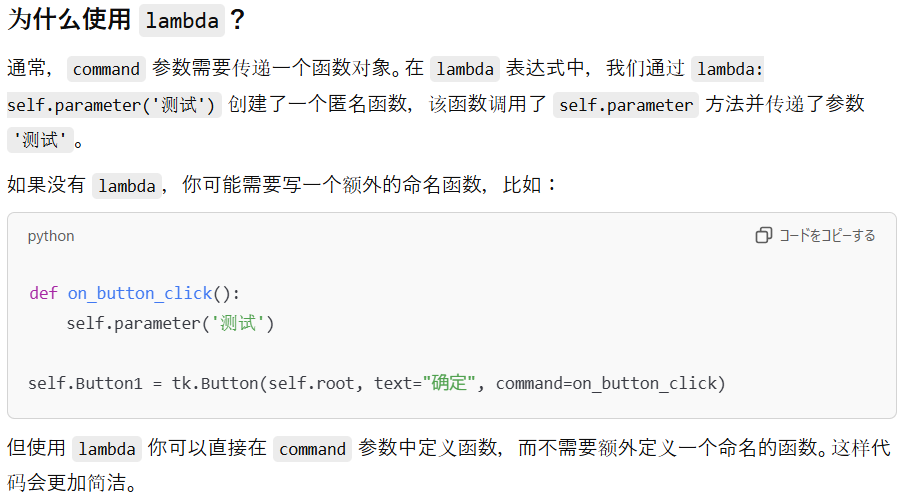 为什么使用 lambda？
通常，command 参数需要传递一个函数对象。在 lambda 表达式中，我们通过 lambda:
self.parameter('测试') 创建了一个匿名函数，该函数调用了 self.parameter 方法并传递了参数
'测试'。
如果没有 lambda，你可能需要写一个额外的命名函数，比如：
python
コードをコピーする
def on_button_click():
    self.parameter('测试')
self.Button1 = tk.Button(self.root, text="确定", command=on_button_click)
但使用 lambda 你可以直接在 command 参数中定义函数，而不需要额外定义一个命名的函数。这样代
码会更加简洁。